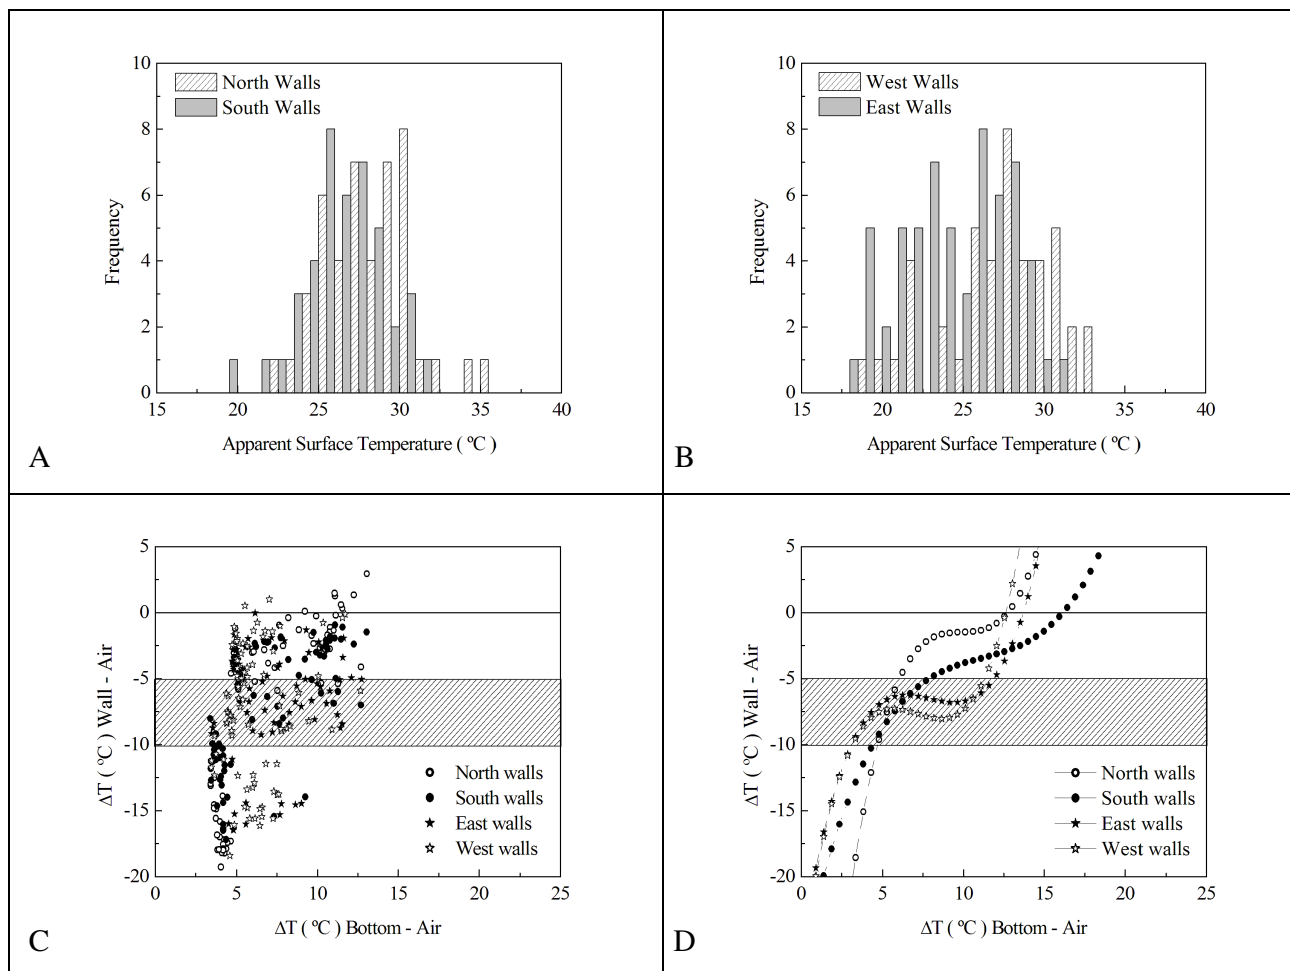 10
8
6
4
2
0
Frequency
North Walls
South Walls
15 20 25 30 35 40
Apparent Surface Temperature ( ºC )
A
10
8
6
4
2
0
Frequency
West Walls
East Walls
15 20 25 30 35 40
Apparent Surface Temperature ( ºC )
B
5
0
-5
-10
-15
-20
ΔT ( ºC ) Wall - Air
North walls
South walls
East walls
West walls
0 5 10 15 20 25
ΔT ( ºC ) Bottom - Air
C
5
0
-5
-10
-15
-20
ΔT ( ºC ) Wall - Air
North walls
South walls
East walls
West walls
0 5 10 15 20 25
ΔT ( ºC ) Bottom - Air
D